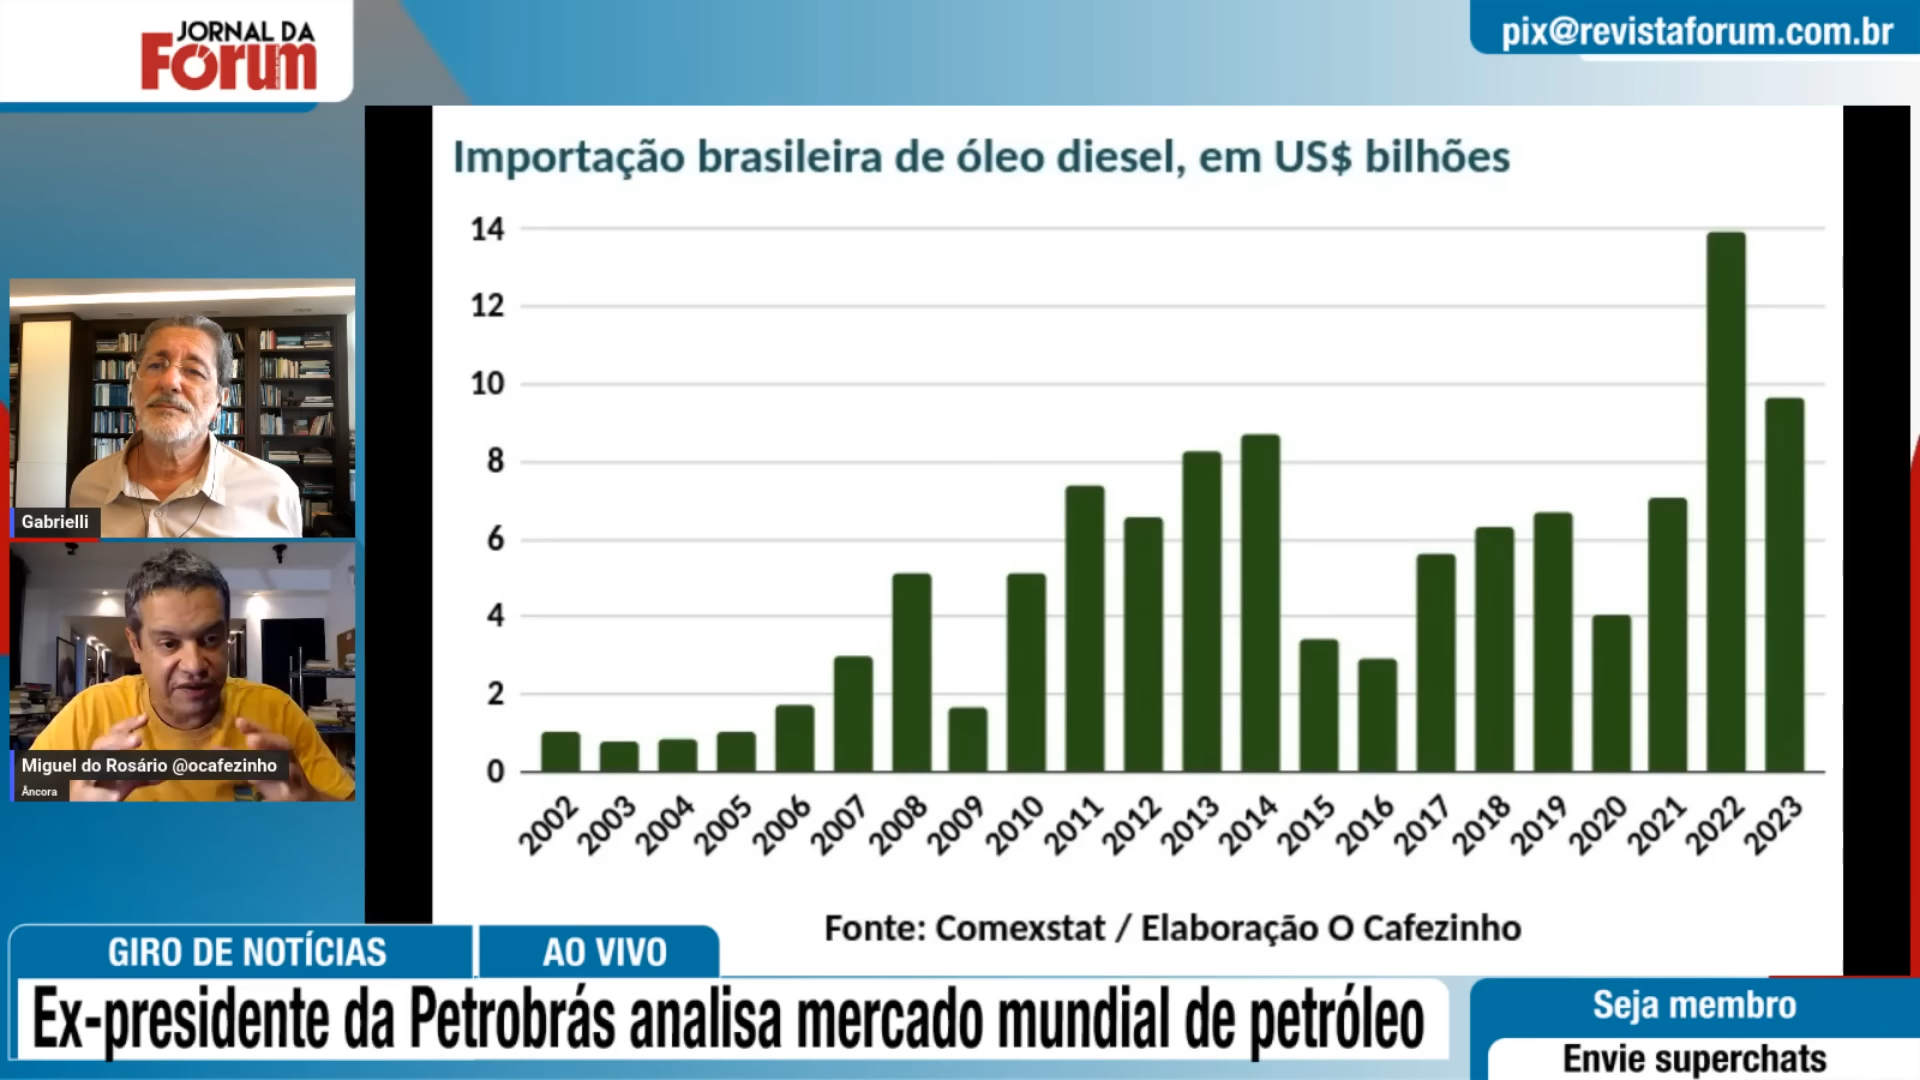 JORNAL DA
Fórum
pix@revistaforum.com.br
Importação brasileira de óleo diesel, em US$ bilhões
14
12
10
8
6
4
2
0
2002
2003
2004
2005
2006
2007
2008
2009
2010
2011
2012
2013
2014
2015
2016
2017
2018
2019
2020
2021
2022
2023
Fonte: Comexstat / Elaboração O Cafezinho
Gabrielli
Miguel do Rosário @ocafezinho
Âncora
GIRO DE NOTÍCIAS
AO VIVO
Ex-presidente da Petrobrás analisa mercado mundial de petróleo
Seja membro
Envie superchats